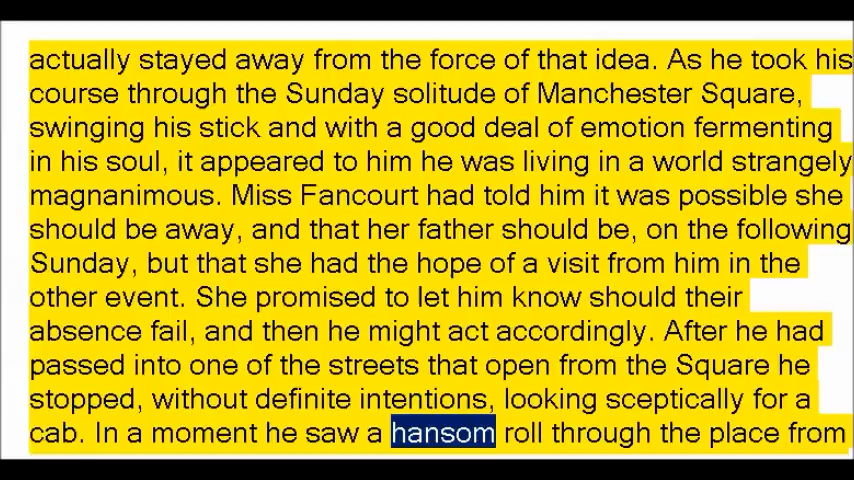 actually stayed away from the force of that idea. As he took his
course through the Sunday solitude of Manchester Square,
swinging his stick and with a good deal of emotion fermenting
in his soul, it appeared to him he was living in a world strangely
magnanimous. Miss Fancourt had told him it was possible she
should be away, and that her father should be, on the following
Sunday, but that she had the hope of a visit from him in the
other event. She promised to let him know should their
absence fail, and then he might act accordingly. After he had
passed into one of the streets that open from the Square he
stopped, without definite intentions, looking sceptically for a
cab. In a moment he saw a hansom roll through the place from